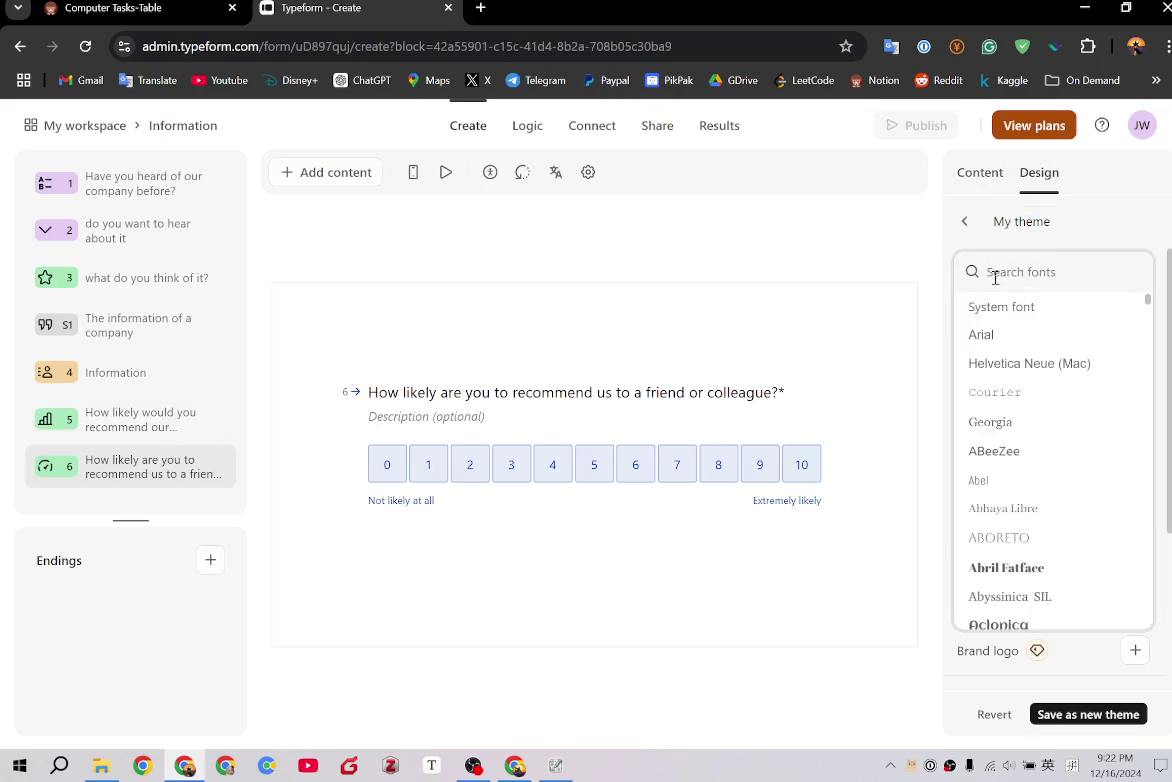 Computer Tasks-Table
Typeform - Create
admin.typeform.com/form/uD897quj/create?block=42a55901-c15c-41d4-8b2a-708b05c30ba9
Gmail
Translate
Youtube
Disney+
ChatGPT
Maps
X
Telegram
Paypal
PikPak
GDrive
LeetCode
Notion
Reddit
Kaggle
On Demand
My workspace
Information
Create
Logic
Connect
Share
Results
Publish
View plans
JW
1 Have you heard of our
company before?
2 do you want to hear
about it
3 what do you think of it?
S1 The information of a
company
4 Information
5 How likely would you
recommend our...
6 How likely are you to
recommend us to a frien...
Endings
Add content
6 How likely are you to recommend us to a friend or colleague?*
Description (optional)
0 1 2 3 4 5 6 7 8 9 10
Not likely at all Extremely likely
Content Design
My theme
Search fonts
System font
Arial
Helvetica Neue (Mac)
Courier
Georgia
ABeeZee
Abel
Abhaya Libre
ABORETO
Abril Fatface
Abyssinica SIL
Aclonica
Brand logo
Revert
Save as new theme
英
拼
9:22 PM
12/16/2024